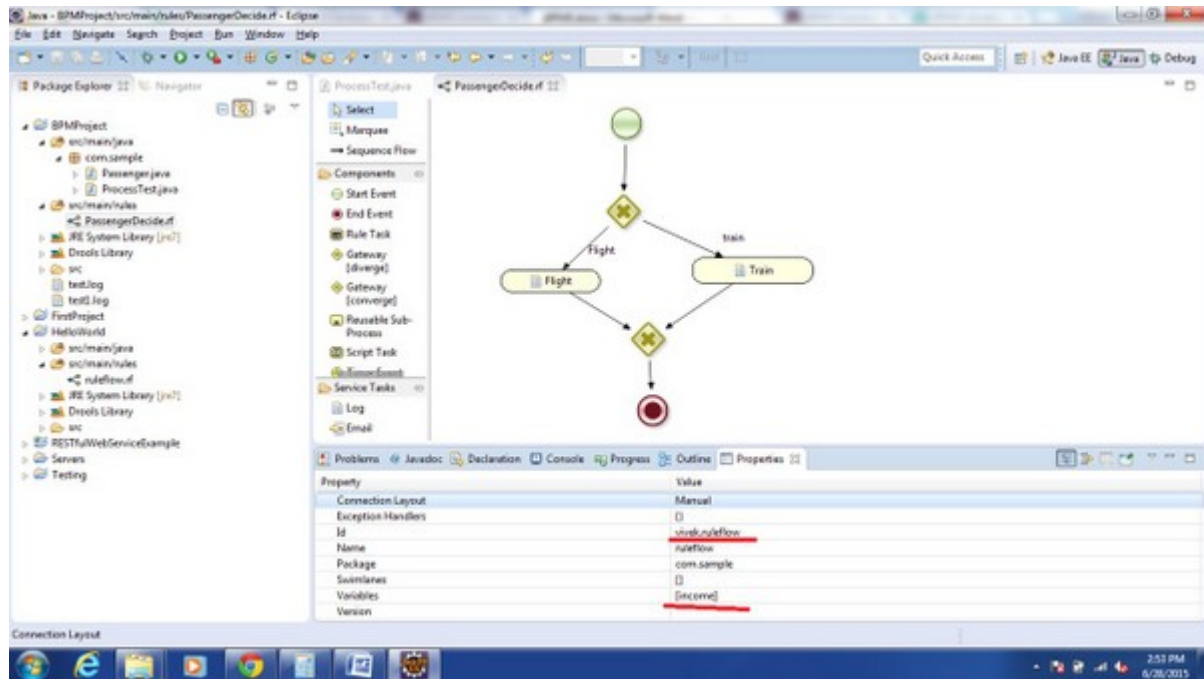 Java - BPMProject/src/main/rules/PassengerDecide.rf - Eclipse
File Edit Navigate Search Project Run Window Help
Quick Access Java EE Java Debug
Package Explorer Navigator
BPMProject
src/main/java
com.sample
Passenger.java
ProcessTest.java
src/main/rules
PassengerDecide.rf
JRE System Library [jre7]
Drools Library
src
test.log
test1.log
FirstProject
HelloWorld
src/main/java
src/main/rules
ruleflow.rf
JRE System Library [jre7]
Drools Library
src
RESTfulWebServiceExample
Servers
Testing
ProcessTest.java PassengerDecide.rf
Select
Marquee
Sequence Flow
Components
Start Event
End Event
Rule Task
Gateway
[diverge]
Gateway
[converge]
Reusable Sub-
Process
Script Task
Timer Event
Service Tasks
Log
Email
Flight
train
Flight
Train
Problems Javadoc Declaration Console Progress Outline Properties
Property Value
Connection Layout Manual
Exception Handlers []
Id vivek.ruleflow
Name ruleflow
Package com.sample
Swimlanes []
Variables [income]
Version
Connection Layout
2:53 PM
6/28/2015